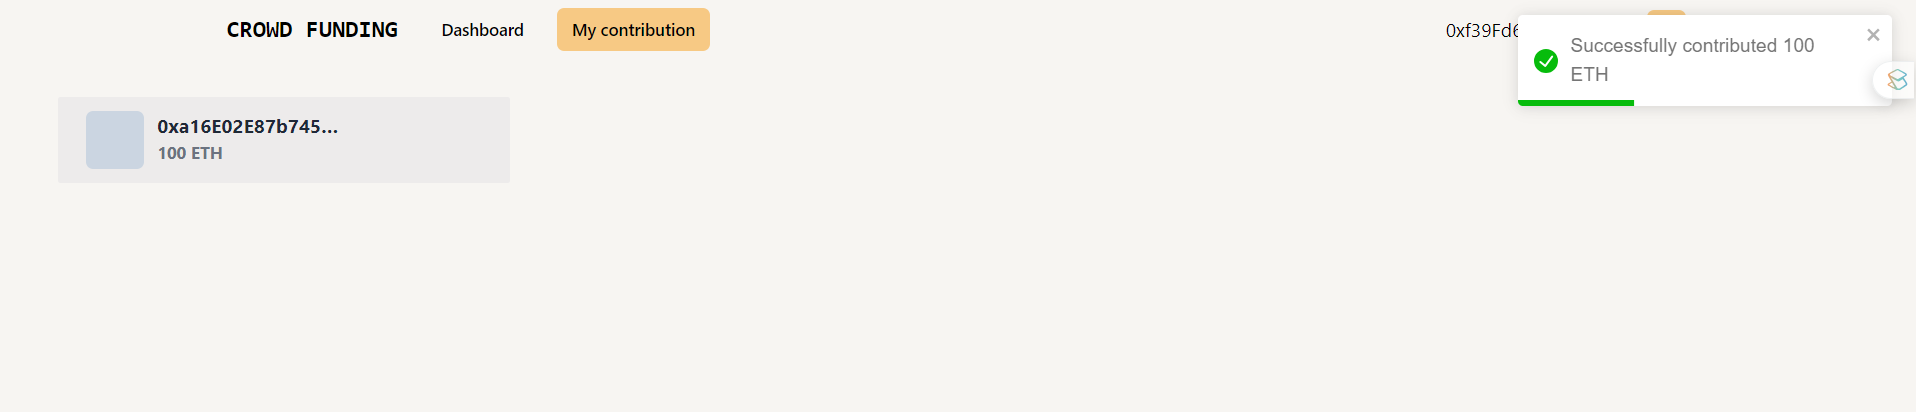 CROWD FUNDING Dashboard My contribution 0xf39Fd6
Successfully contributed 100
ETH
0xa16E02E87b745...
100 ETH